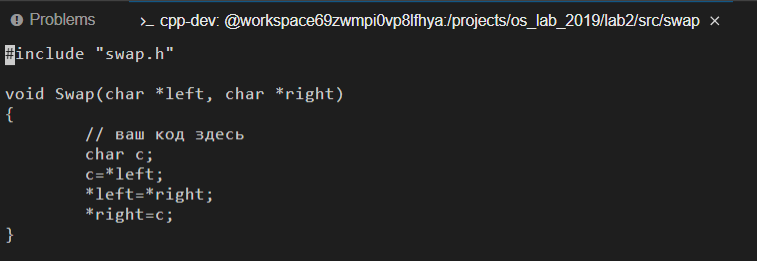 Problems
>_ cpp-dev: @workspace69zwmpi0vp8lfhya:/projects/os_lab_2019/lab2/src/swap ×
#include "swap.h"
void Swap(char *left, char *right)
{
        // ваш код здесь
        char c;
        c=*left;
        *left=*right;
        *right=c;
}